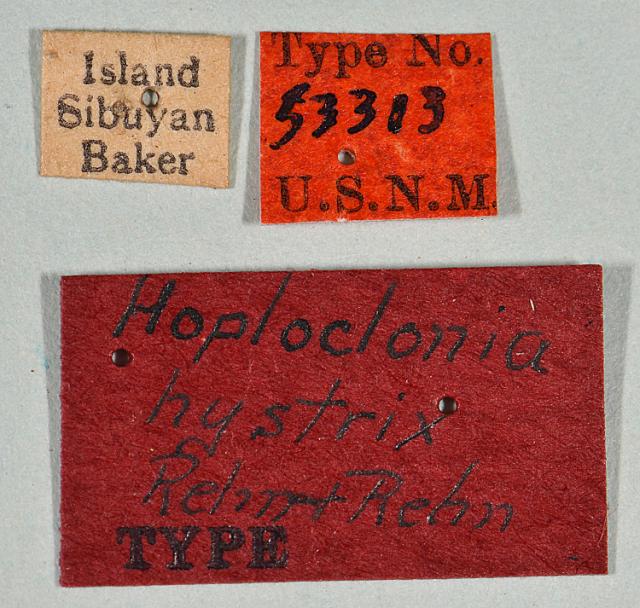 Island
Sibuyan
Baker
Type No.
53313
U.S.N.M.
Hoploclonia
hystrix
Rehn + Rehn
TYPE